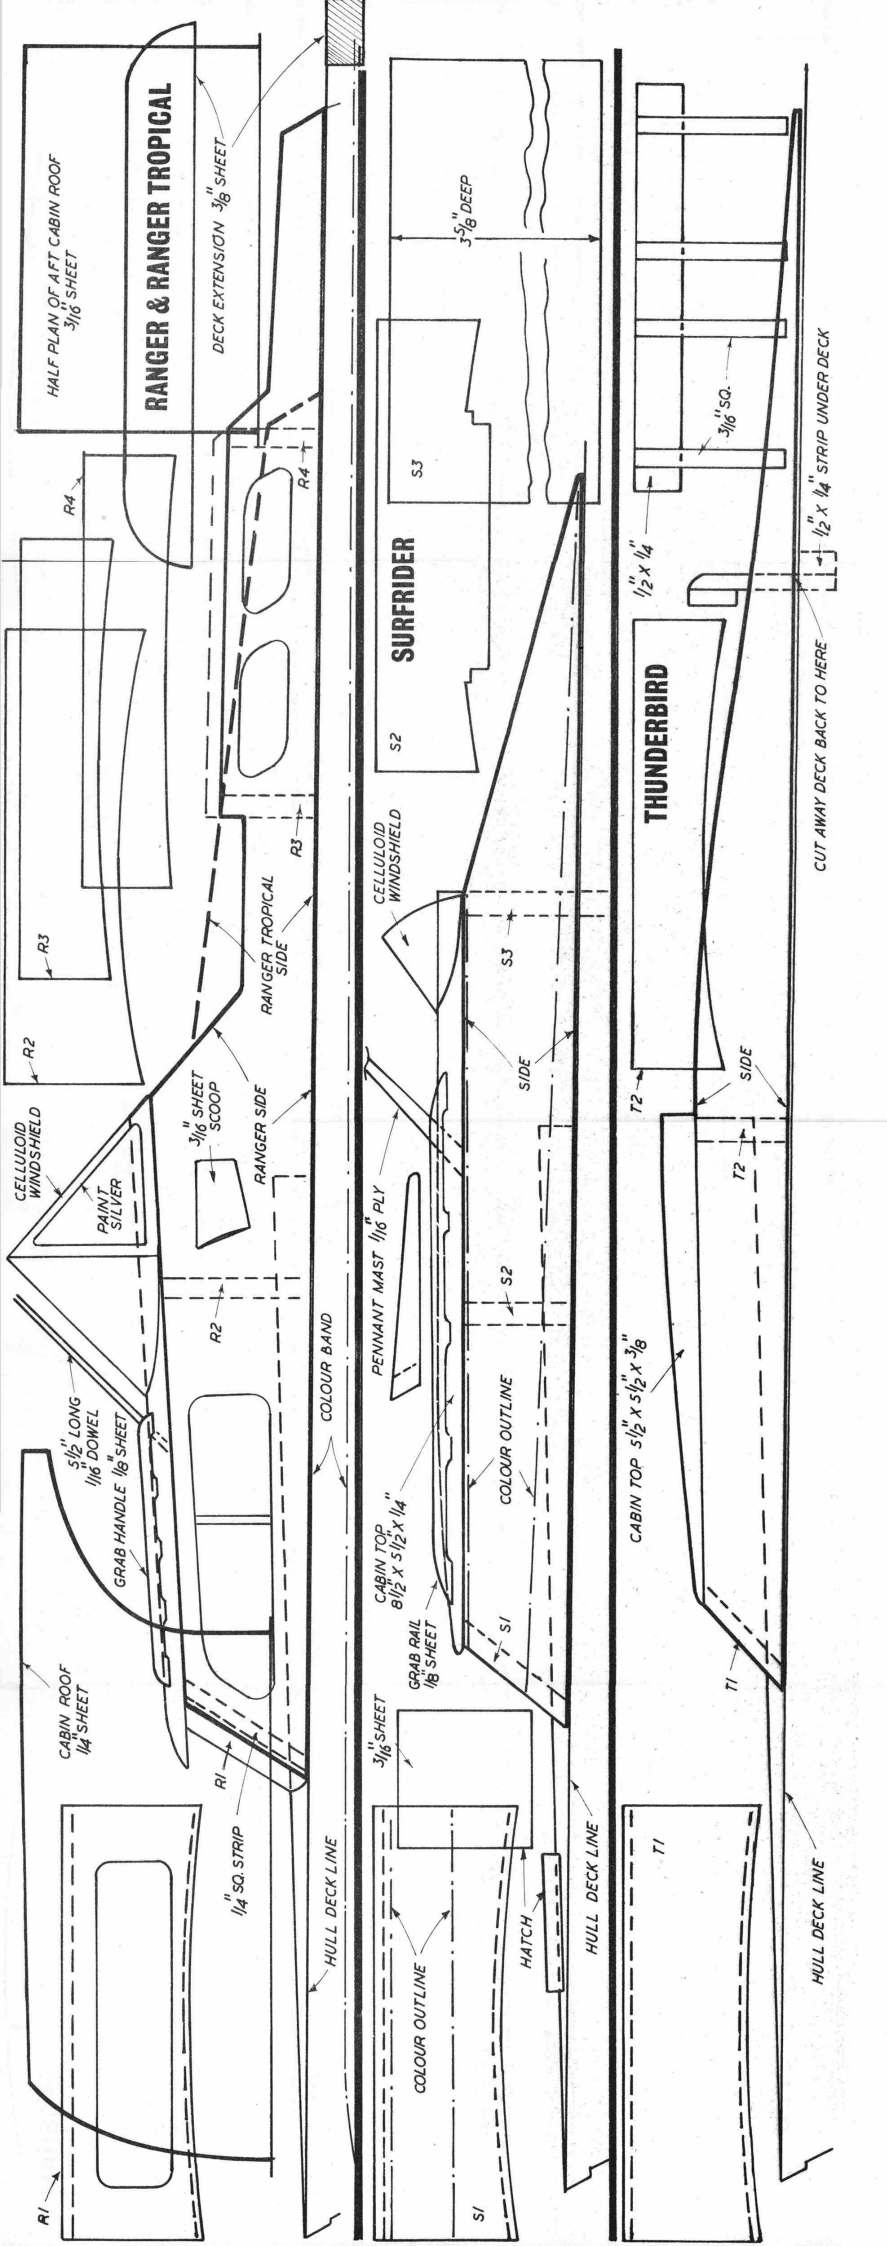 HALF PLAN OF AFT CABIN ROOF
3/16" SHEET
RANGER & RANGER TROPICAL
DECK EXTENSION 3/8" SHEET
R4
R4
R3
R3
R2
RANGER TROPICAL
SIDE
CELLULOID
WINDSHIELD
PAINT
SILVER
3/16" SHEET
SCOOP
RANGER SIDE
R2
5 1/2" LONG
1/16" DOWEL
GRAB HANDLE 1/8" SHEET
COLOUR BAND
CABIN ROOF
1/4" SHEET
R1
1/4" SQ. STRIP
HULL DECK LINE
R1
3 5/8" DEEP
S3
SURFRIDER
S2
CELLULOID
WINDSHIELD
S3
SIDE
PENNANT MAST 1/16" PLY
S2
COLOUR OUTLINE
CABIN TOP
8 1/2" X 5 1/2" X 1/4"
GRAB RAIL
1/8" SHEET
S1
3/16" SHEET
HULL DECK LINE
HATCH
COLOUR OUTLINE
S1
3/16" SQ.
1/2" X 1/4"
1/2" X 1/4" STRIP UNDER DECK
THUNDERBIRD
CUT AWAY DECK BACK TO HERE
T2
SIDE
T2
CABIN TOP 5 1/2" X 5 1/2" X 3/8"
T1
T1
HULL DECK LINE